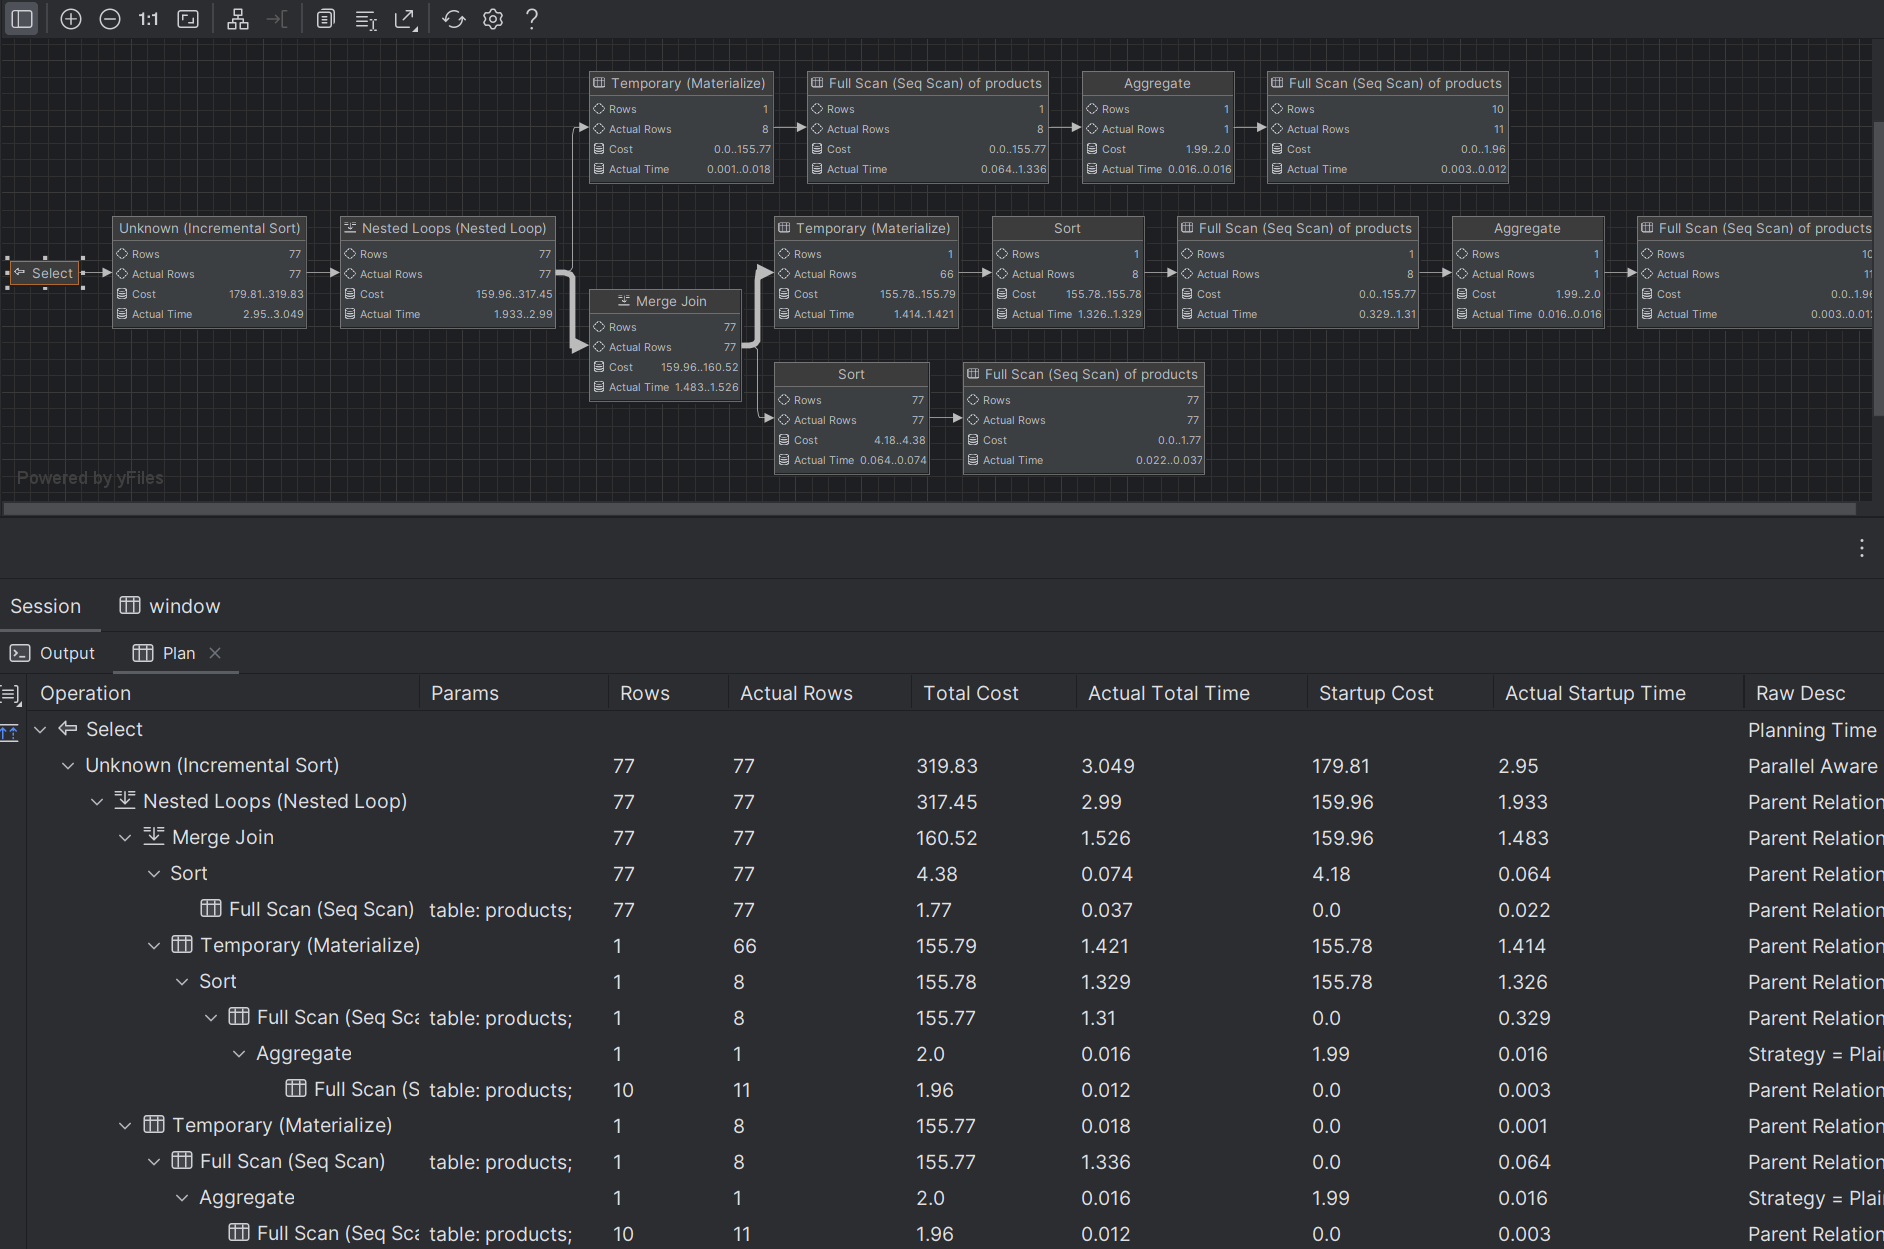 1:1
Temporary (Materialize)
Rows 1
Actual Rows 8
Cost 0.0..155.77
Actual Time 0.001..0.018
Full Scan (Seq Scan) of products
Rows 1
Actual Rows 8
Cost 0.0..155.77
Actual Time 0.064..1.336
Aggregate
Rows 1
Actual Rows 1
Cost 1.99..2.0
Actual Time 0.016..0.016
Full Scan (Seq Scan) of products
Rows 10
Actual Rows 11
Cost 0.0..1.96
Actual Time 0.003..0.012
Select
Unknown (Incremental Sort)
Rows 77
Actual Rows 77
Cost 179.81..319.83
Actual Time 2.95..3.049
Nested Loops (Nested Loop)
Rows 77
Actual Rows 77
Cost 159.96..317.45
Actual Time 1.933..2.99
Merge Join
Rows 77
Actual Rows 77
Cost 159.96..160.52
Actual Time 1.483..1.526
Temporary (Materialize)
Rows 1
Actual Rows 66
Cost 155.78..155.79
Actual Time 1.414..1.421
Sort
Rows 1
Actual Rows 8
Cost 155.78..155.78
Actual Time 1.326..1.329
Full Scan (Seq Scan) of products
Rows 1
Actual Rows 8
Cost 0.0..155.77
Actual Time 0.329..1.31
Aggregate
Rows 1
Actual Rows 1
Cost 1.99..2.0
Actual Time 0.016..0.016
Full Scan (Seq Scan) of products
Rows 10
Actual Rows 11
Cost 0.0..1.96
Actual Time 0.003..0.012
Sort
Rows 77
Actual Rows 77
Cost 4.18..4.38
Actual Time 0.064..0.074
Full Scan (Seq Scan) of products
Rows 77
Actual Rows 77
Cost 0.0..1.77
Actual Time 0.022..0.037
Powered by yFiles
Session window
Output Plan
Operation Params Rows Actual Rows Total Cost Actual Total Time Startup Cost Actual Startup Time Raw Desc
Select Planning Time
Unknown (Incremental Sort) 77 77 319.83 3.049 179.81 2.95 Parallel Aware
Nested Loops (Nested Loop) 77 77 317.45 2.99 159.96 1.933 Parent Relation
Merge Join 77 77 160.52 1.526 159.96 1.483 Parent Relation
Sort 77 77 4.38 0.074 4.18 0.064 Parent Relation
Full Scan (Seq Scan) table: products; 77 77 1.77 0.037 0.0 0.022 Parent Relation
Temporary (Materialize) 1 66 155.79 1.421 155.78 1.414 Parent Relation
Sort 1 8 155.78 1.329 155.78 1.326 Parent Relation
Full Scan (Seq Sca table: products; 1 8 155.77 1.31 0.0 0.329 Parent Relation
Aggregate 1 1 2.0 0.016 1.99 0.016 Strategy = Plai
Full Scan (S table: products; 10 11 1.96 0.012 0.0 0.003 Parent Relation
Temporary (Materialize) 1 8 155.77 0.018 0.0 0.001 Parent Relation
Full Scan (Seq Scan) table: products; 1 8 155.77 1.336 0.0 0.064 Parent Relation
Aggregate 1 1 2.0 0.016 1.99 0.016 Strategy = Plai
Full Scan (Seq Sca table: products; 10 11 1.96 0.012 0.0 0.003 Parent Relation